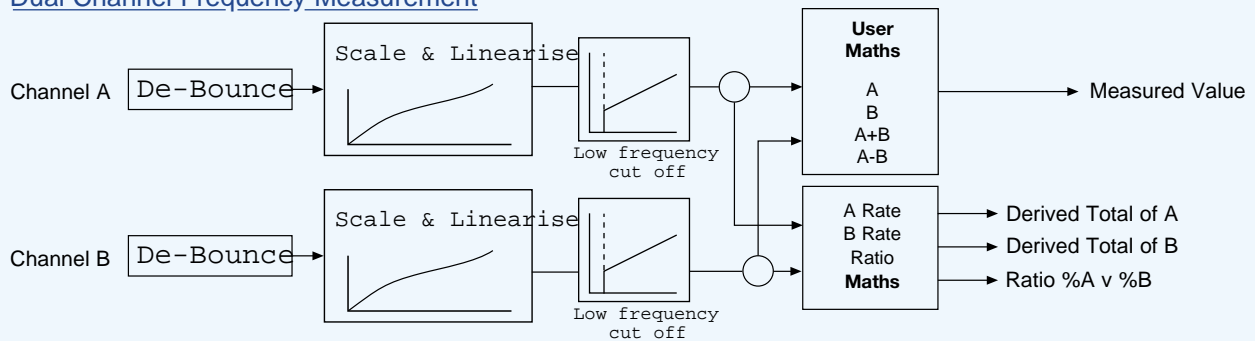 Dual Channel Frequency Measurement
Channel A
De-Bounce
Scale & Linearise
Low frequency
cut off
User
Maths
A
B
A+B
A-B
Measured Value
Channel B
De-Bounce
Scale & Linearise
Low frequency
cut off
A Rate
B Rate
Ratio
Maths
Derived Total of A
Derived Total of B
Ratio %A v %B